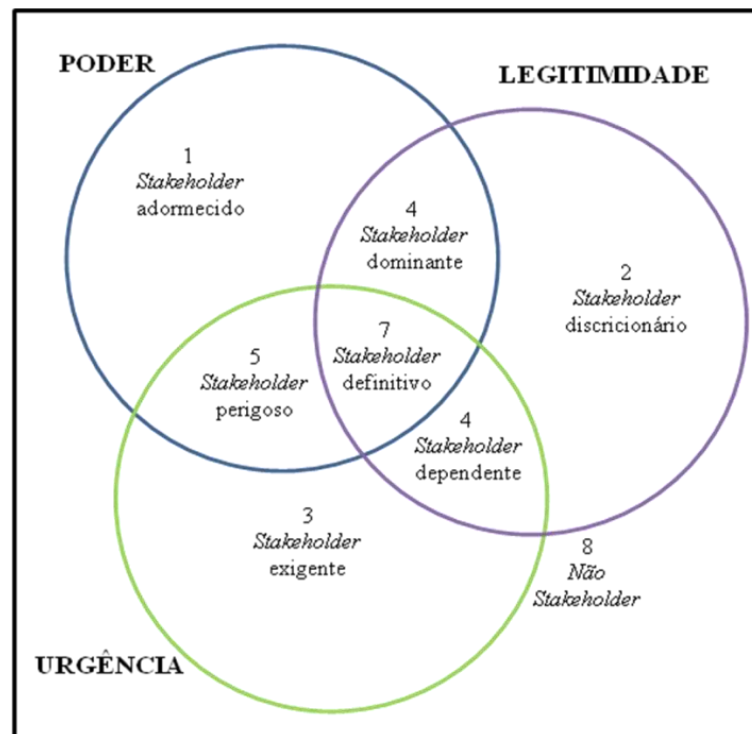 PODER
LEGITIMIDADE
1
Stakeholder
adormecido
4
Stakeholder
dominante
2
Stakeholder
discricionário
7
Stakeholder
definitivo
5
Stakeholder
perigoso
4
Stakeholder
dependente
3
Stakeholder
exigente
8
Não
Stakeholder
URGÊNCIA